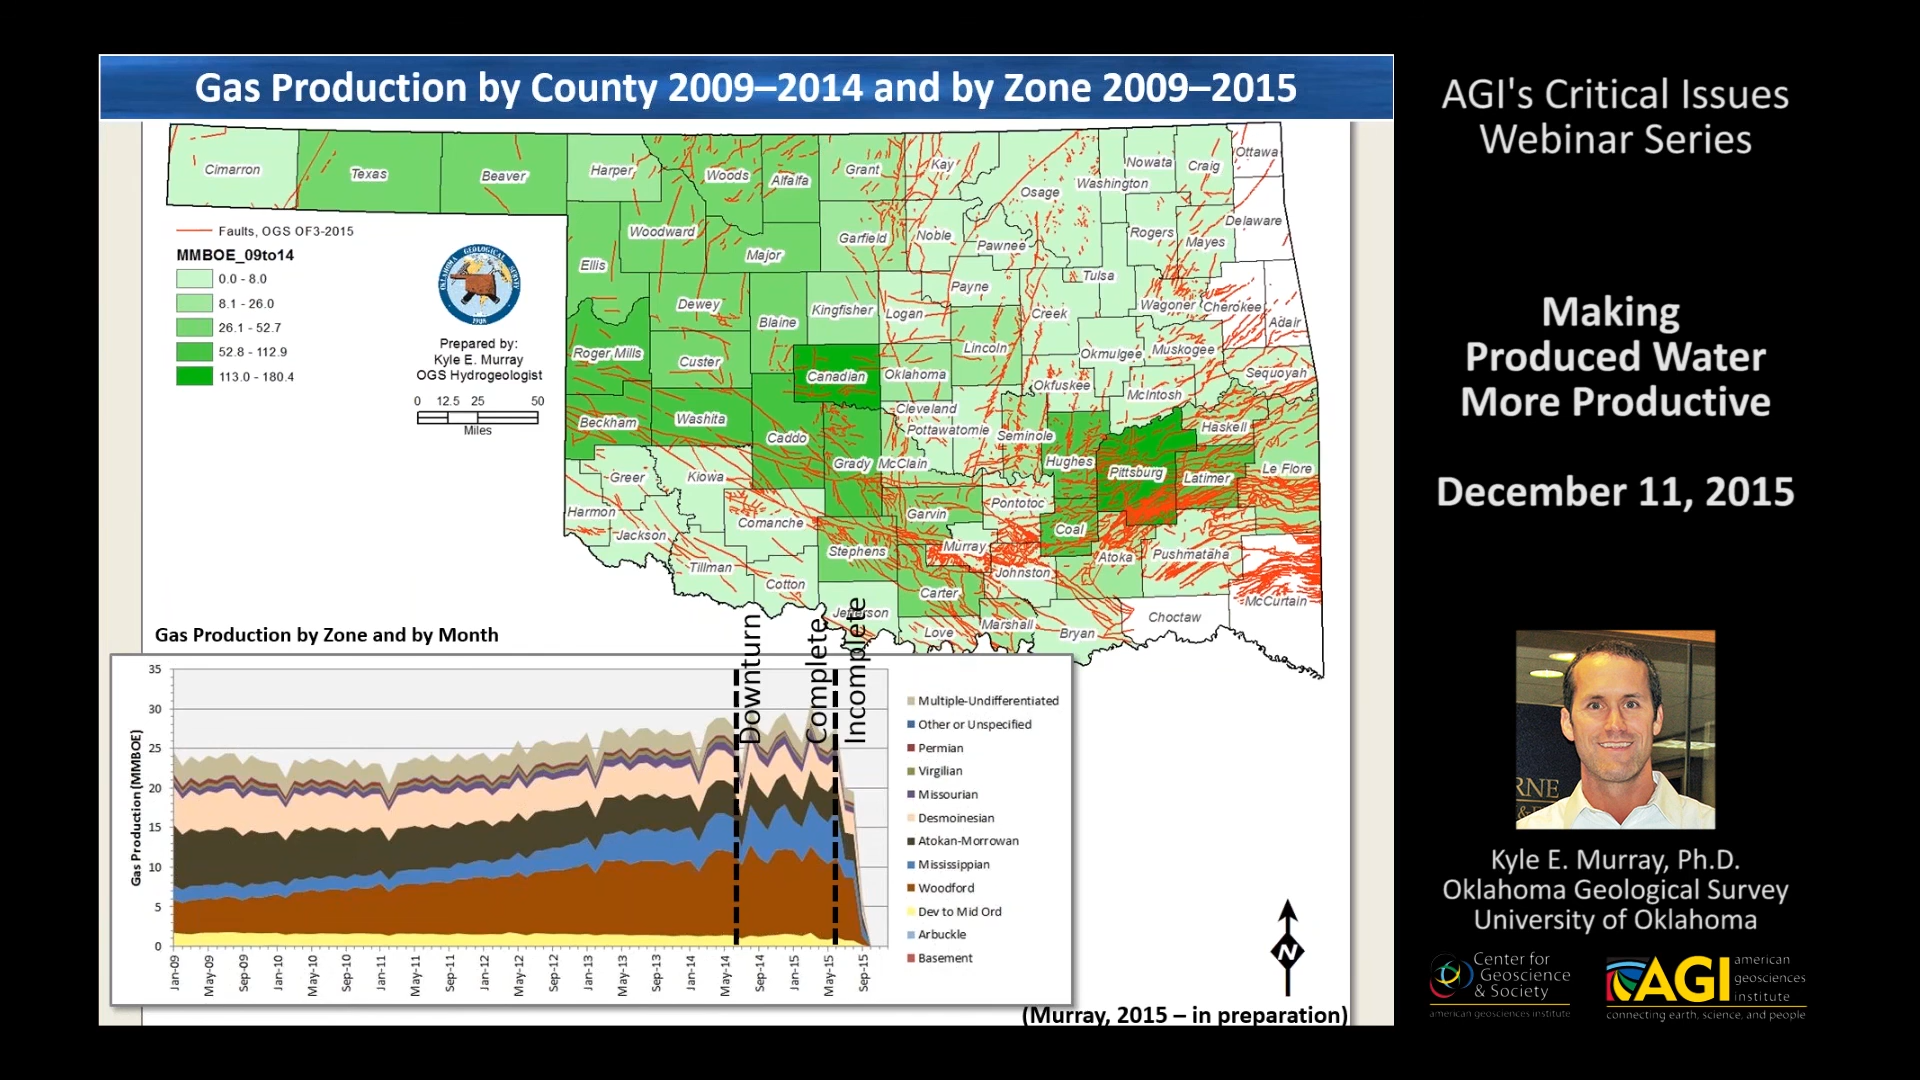 Gas Production by County 2009–2014 and by Zone 2009–2015
Cimarron
Texas
Beaver
Harper
Woods
Alfalfa
Grant
Kay
Osage
Washington
Nowata
Craig
Ottawa
Delaware
Rogers
Mayes
Woodward
Ellis
Major
Garfield
Noble
Pawnee
Tulsa
Payne
Wagoner
Cherokee
Adair
Dewey
Blaine
Kingfisher
Logan
Creek
Lincoln
Okmulgee
Muskogee
Roger Mills
Custer
Canadian
Oklahoma
Okfuskee
McIntosh
Sequoyah
Beckham
Washita
Caddo
Cleveland
Pottawatomie
Seminole
Haskell
Grady
McClain
Hughes
Pittsburg
Latimer
Le Flore
Greer
Kiowa
Harmon
Jackson
Comanche
Garvin
Pontotoc
Coal
Stephens
Murray
Johnston
Atoka
Pushmataha
Tillman
Cotton
Carter
Jefferson
Love
Marshall
Bryan
Choctaw
McCurtain
Faults, OGS OF3-2015
MMBOE_09to14
0.0 - 8.0
8.1 - 26.0
26.1 - 52.7
52.8 - 112.9
113.0 - 180.4
OKLAHOMA GEOLOGICAL SURVEY
1908
Prepared by:
Kyle E. Murray
OGS Hydrogeologist
0 12.5 25 50
Miles
Gas Production by Zone and by Month
Downturn
Complete
Incomplete
Gas Production (MMBOE)
35
30
25
20
15
10
5
0
Jan-09 May-09 Sep-09 Jan-10 May-10 Sep-10 Jan-11 May-11 Sep-11 Jan-12 May-12 Sep-12 Jan-13 May-13 Sep-13 Jan-14 May-14 Sep-14 Jan-15 May-15 Sep-15
Multiple-Undifferentiated
Other or Unspecified
Permian
Virgilian
Missourian
Desmoinesian
Atokan-Morrowan
Mississippian
Woodford
Dev to Mid Ord
Arbuckle
Basement
N
(Murray, 2015 – in preparation)
AGI's Critical Issues
Webinar Series
Making
Produced Water
More Productive
December 11, 2015
RNE
Kyle E. Murray, Ph.D.
Oklahoma Geological Survey
University of Oklahoma
Center for
Geoscience
& Society
american geosciences institute
AGI
american
geosciences
institute
connecting earth, science, and people